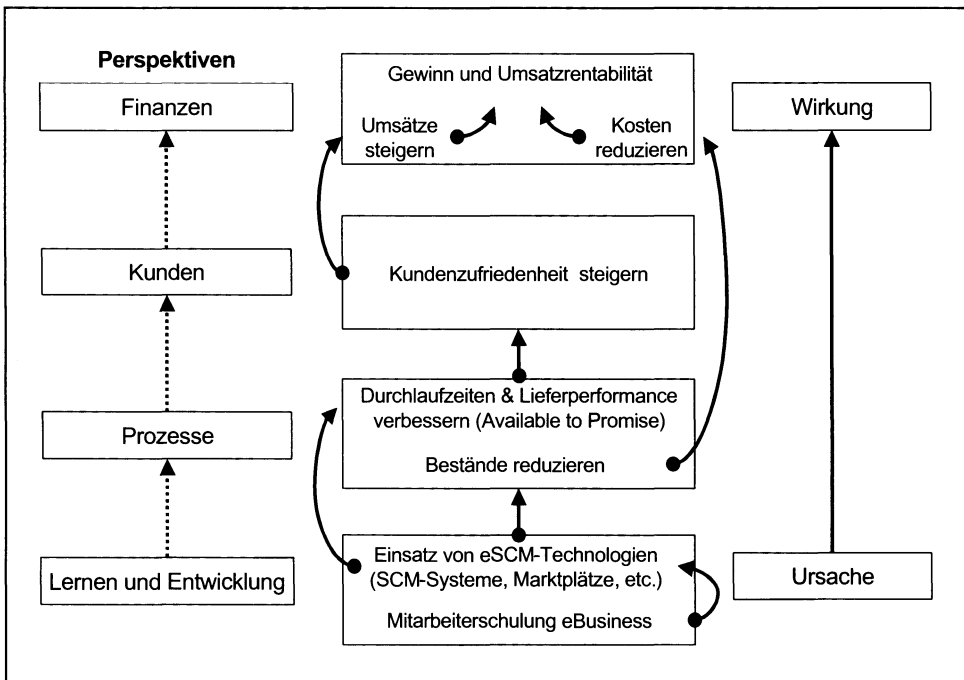 Perspektiven
Finanzen
Kunden
Prozesse
Lernen und Entwicklung
Gewinn und Umsatzrentabilität
Umsätze
steigern
Kosten
reduzieren
Kundenzufriedenheit steigern
Durchlaufzeiten & Lieferperformance
verbessern (Available to Promise)
Bestände reduzieren
Einsatz von eSCM-Technologien
(SCM-Systeme, Marktplätze, etc.)
Mitarbeiterschulung eBusiness
Wirkung
Ursache